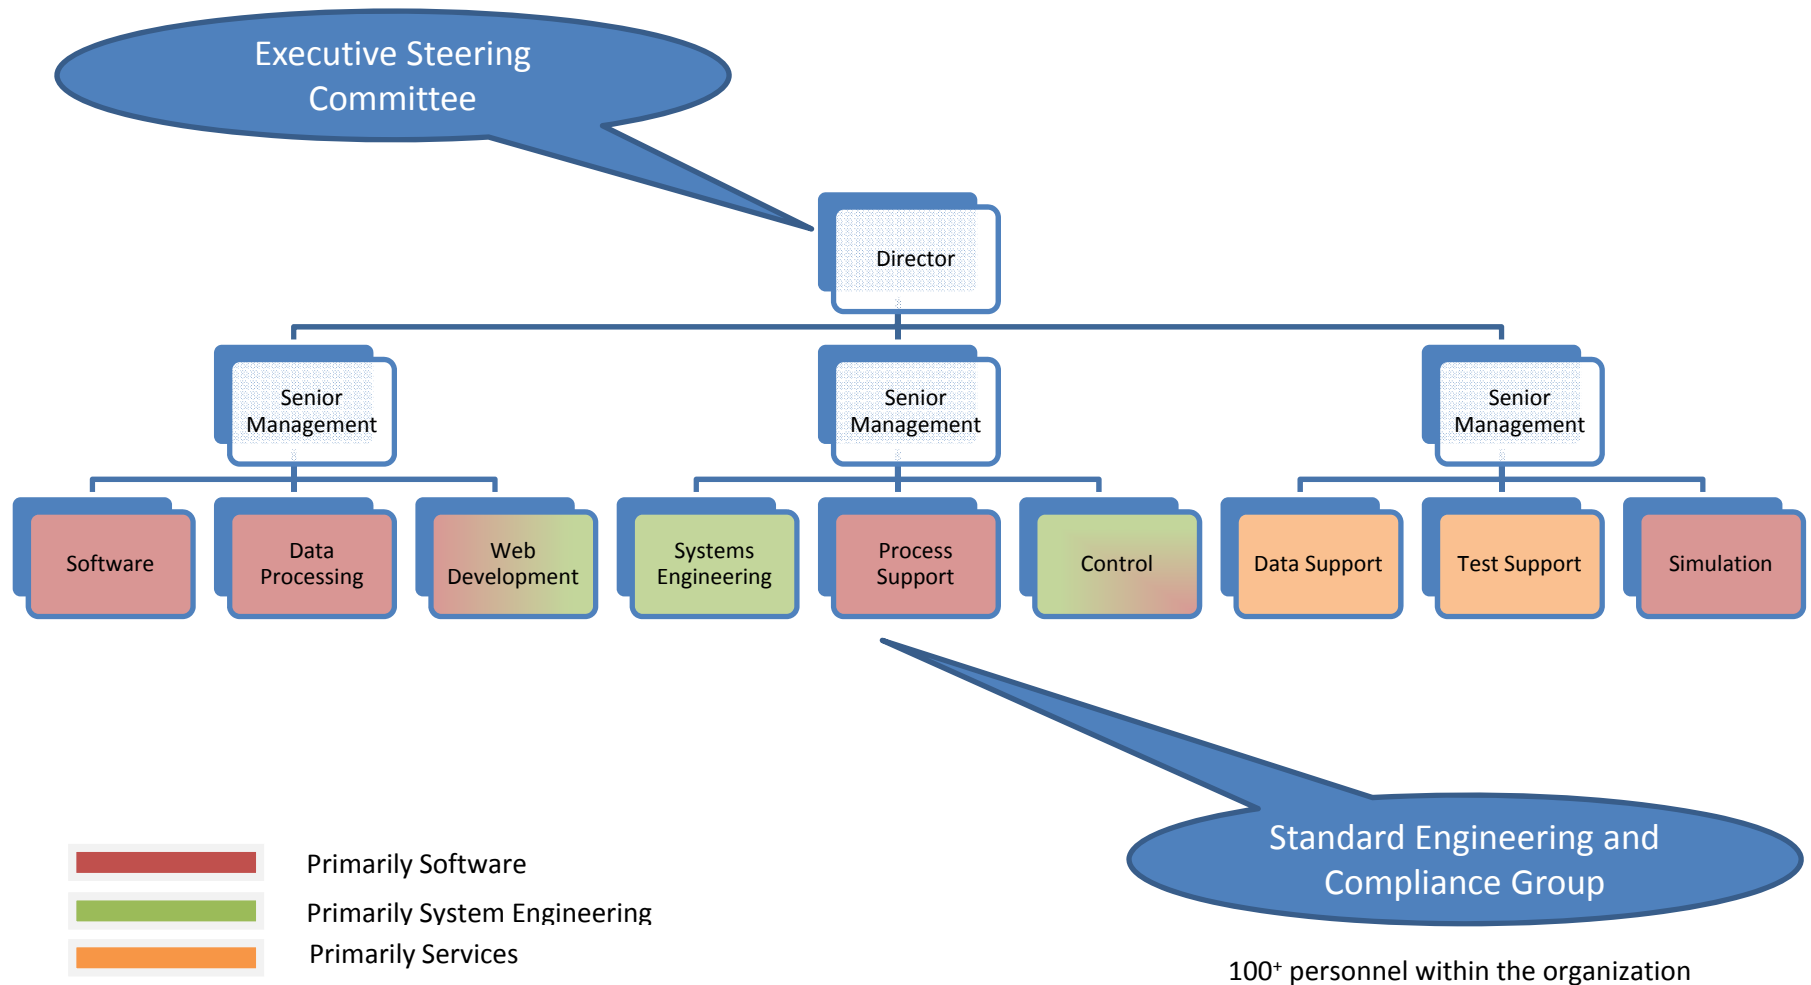 Executive Steering
Committee
Director
Senior
Management
Senior
Management
Senior
Management
Software
Data
Processing
Web
Development
Systems
Engineering
Process
Support
Control
Data Support
Test Support
Simulation
Standard Engineering and
Compliance Group
Primarily Software
Primarily System Engineering
Primarily Services
100⁺ personnel within the organization